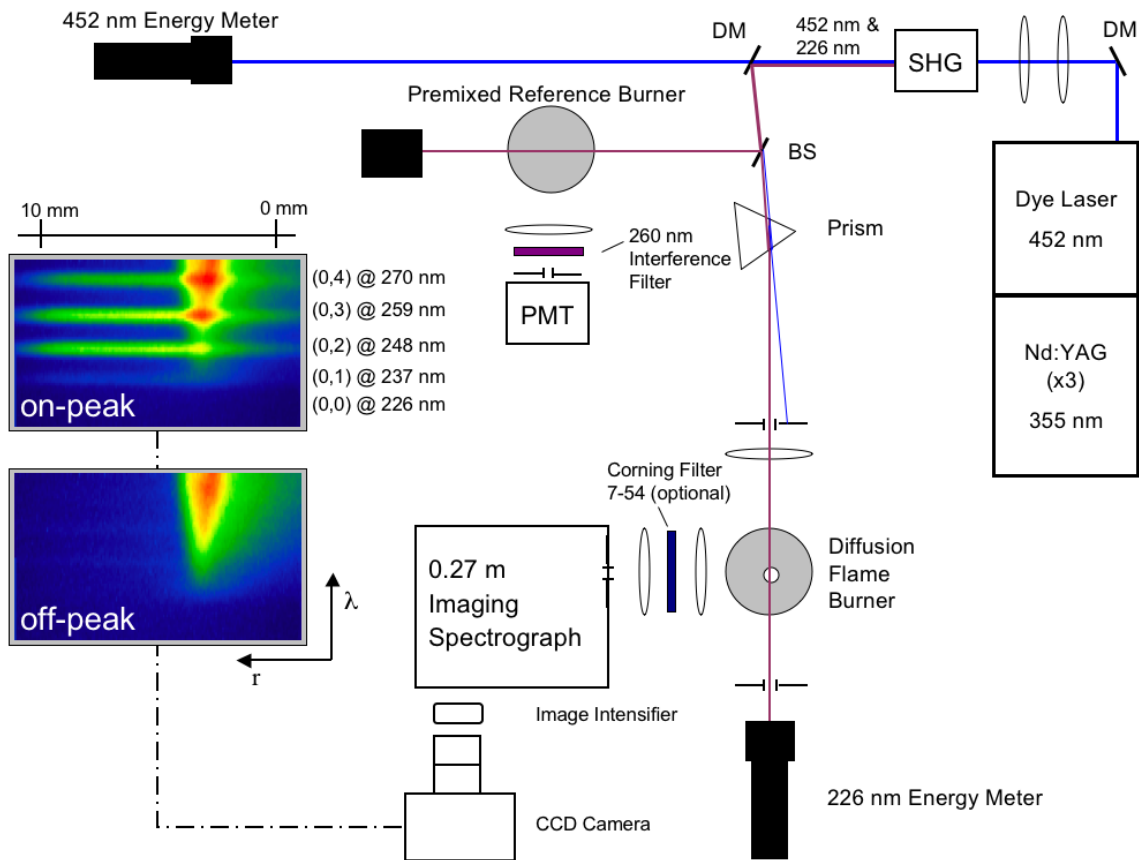 452 nm Energy Meter
DM
452 nm &
226 nm
DM
SHG
Premixed Reference Burner
BS
10 mm
0 mm
Dye Laser
452 nm
Prism
260 nm
Interference
Filter
PMT
(0,4) @ 270 nm
(0,3) @ 259 nm
(0,2) @ 248 nm
(0,1) @ 237 nm
(0,0) @ 226 nm
on-peak
Nd:YAG
(x3)
355 nm
Corning Filter
7-54 (optional)
0.27 m
Imaging
Spectrograph
Diffusion
Flame
Burner
off-peak
λ
r
Image Intensifier
CCD Camera
226 nm Energy Meter